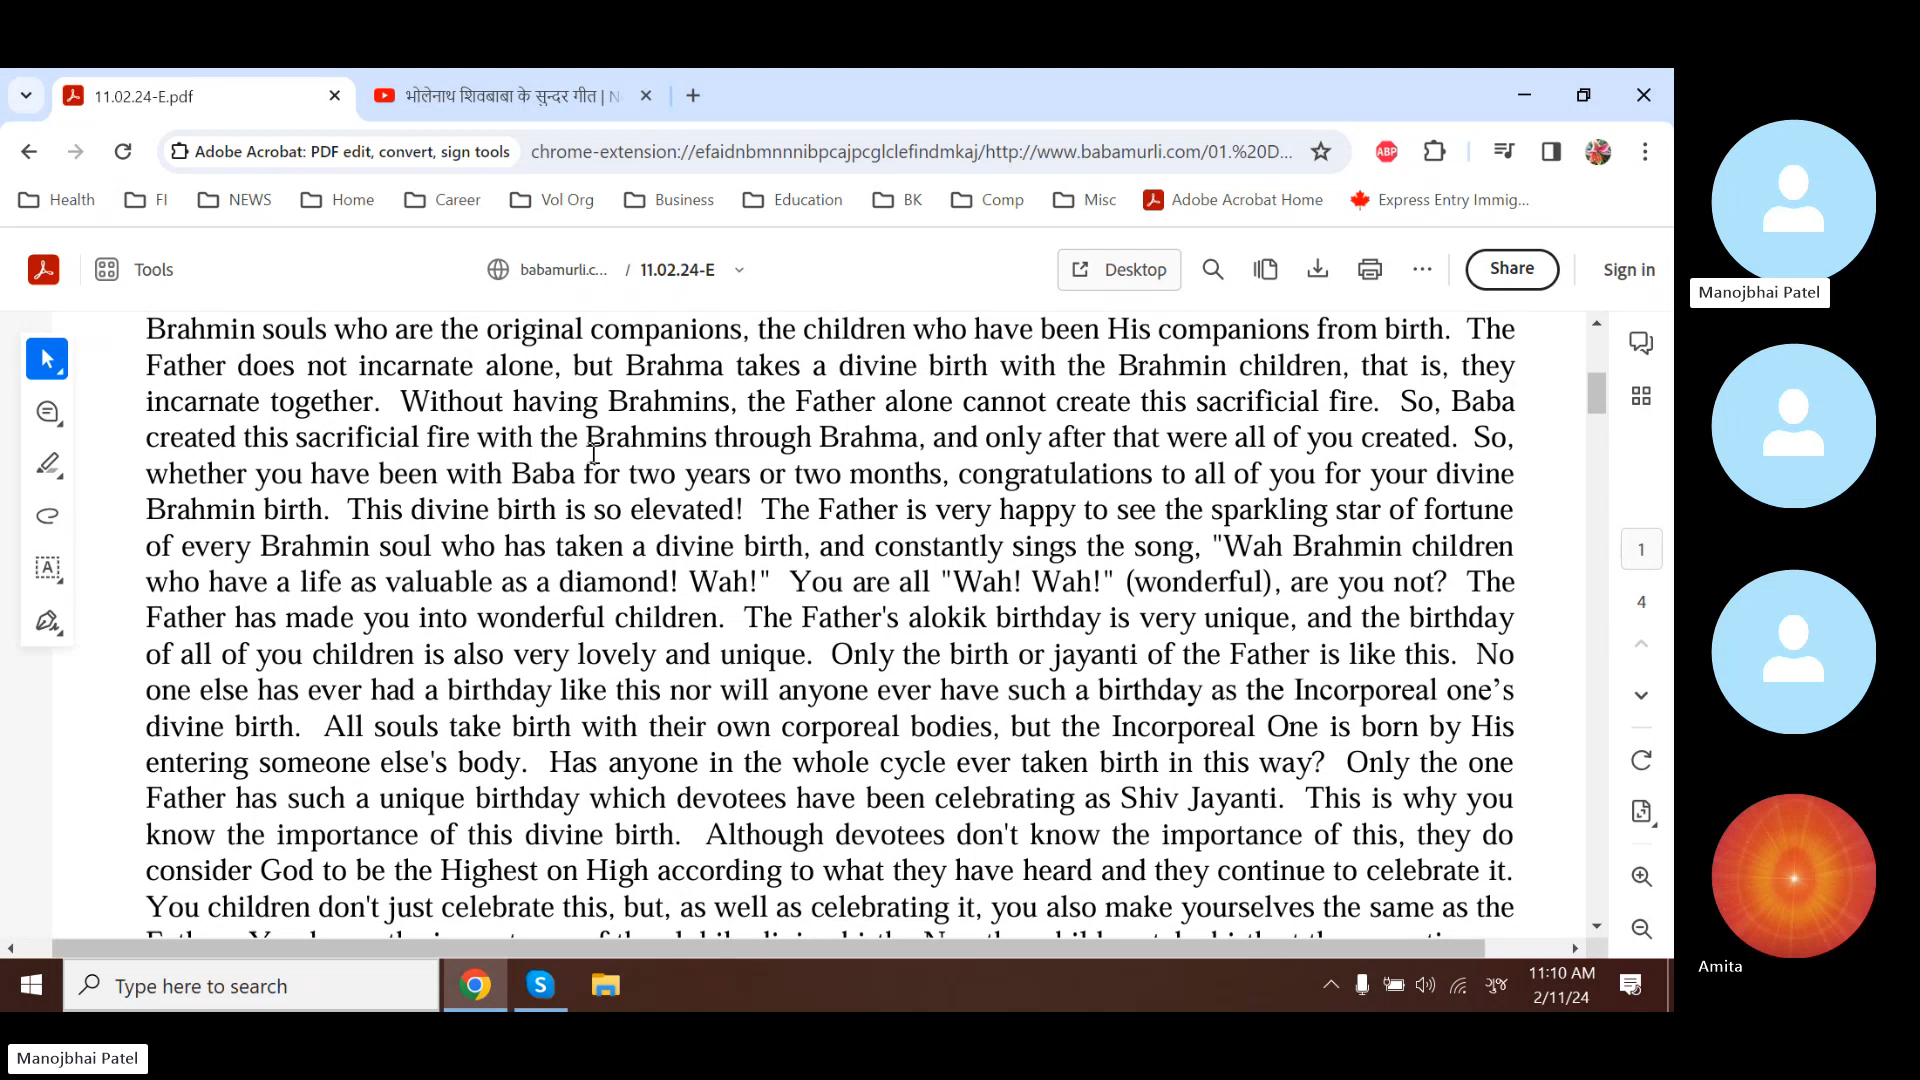 11.02.24-E.pdf
भोलेनाथ शिवबाबा के सुन्दर गीत | N
Adobe Acrobat: PDF edit, convert, sign tools
chrome-extension://efaidnbmnnnibpcajpcglclefindmkaj/http://www.babamurli.com/01.%20D...
ABP
Health
FI
NEWS
Home
Career
Vol Org
Business
Education
BK
Comp
Misc
Adobe Acrobat Home
Express Entry Immig...
Tools
babamurli.c... / 11.02.24-E
Desktop
Share
Sign in
Brahmin souls who are the original companions, the children who have been His companions from birth. The
Father does not incarnate alone, but Brahma takes a divine birth with the Brahmin children, that is, they
incarnate together. Without having Brahmins, the Father alone cannot create this sacrificial fire. So, Baba
created this sacrificial fire with the Brahmins through Brahma, and only after that were all of you created. So,
whether you have been with Baba for two years or two months, congratulations to all of you for your divine
Brahmin birth. This divine birth is so elevated! The Father is very happy to see the sparkling star of fortune
of every Brahmin soul who has taken a divine birth, and constantly sings the song, "Wah Brahmin children
who have a life as valuable as a diamond! Wah!" You are all "Wah! Wah!" (wonderful), are you not? The
Father has made you into wonderful children. The Father's alokik birthday is very unique, and the birthday
of all of you children is also very lovely and unique. Only the birth or jayanti of the Father is like this. No
one else has ever had a birthday like this nor will anyone ever have such a birthday as the Incorporeal one’s
divine birth. All souls take birth with their own corporeal bodies, but the Incorporeal One is born by His
entering someone else's body. Has anyone in the whole cycle ever taken birth in this way? Only the one
Father has such a unique birthday which devotees have been celebrating as Shiv Jayanti. This is why you
know the importance of this divine birth. Although devotees don't know the importance of this, they do
consider God to be the Highest on High according to what they have heard and they continue to celebrate it.
You children don't just celebrate this, but, as well as celebrating it, you also make yourselves the same as the
1
4
Type here to search
ગુજ
11:10 AM
2/11/24
Manojbhai Patel
Amita
Manojbhai Patel